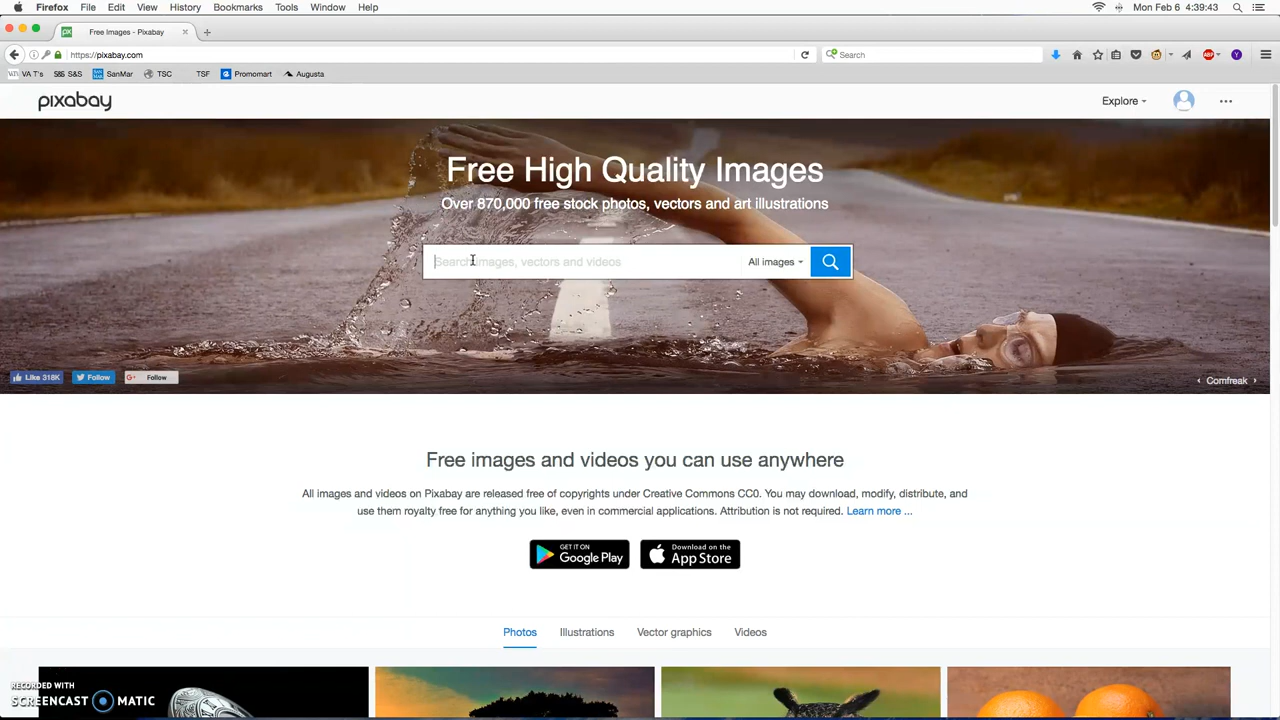 Firefox File Edit View History Bookmarks Tools Window Help Mon Feb 6 4:39:43
Free Images - Pixabay
https://pixabay.com Search
VA T's S&S SanMar TSC TSF Promomart Augusta
pixabay Explore
Free High Quality Images
Over 870,000 free stock photos, vectors and art illustrations
Search images, vectors and videos All images
Like 318K Follow Follow Comfreak
Free images and videos you can use anywhere
All images and videos on Pixabay are released free of copyrights under Creative Commons CC0. You may download, modify, distribute, and
use them royalty free for anything you like, even in commercial applications. Attribution is not required. Learn more ...
GET IT ON Google Play Download on the App Store
Photos Illustrations Vector graphics Videos
RECORDED WITH
SCREENCAST MATIC